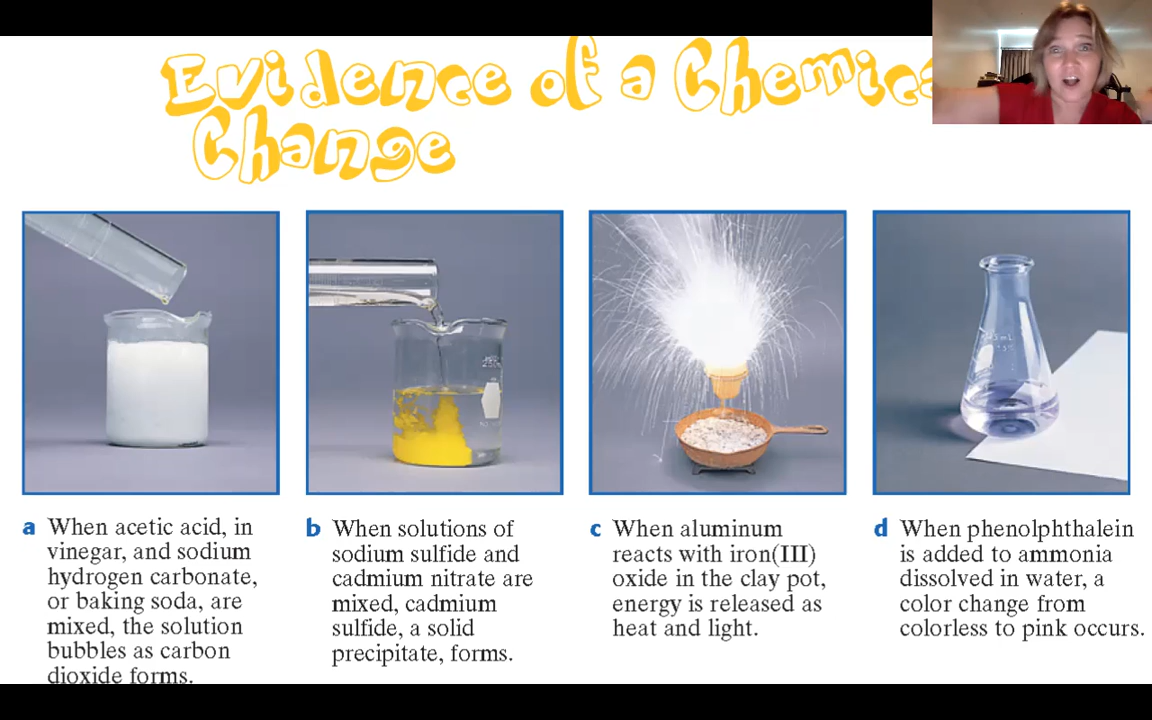 Evidence of a Chemica
Change
a When acetic acid, in
vinegar, and sodium
hydrogen carbonate,
or baking soda, are
mixed, the solution
bubbles as carbon
dioxide forms.
b When solutions of
sodium sulfide and
cadmium nitrate are
mixed, cadmium
sulfide, a solid
precipitate, forms.
c When aluminum
reacts with iron(III)
oxide in the clay pot,
energy is released as
heat and light.
d When phenolphthalein
is added to ammonia
dissolved in water, a
color change from
colorless to pink occurs.